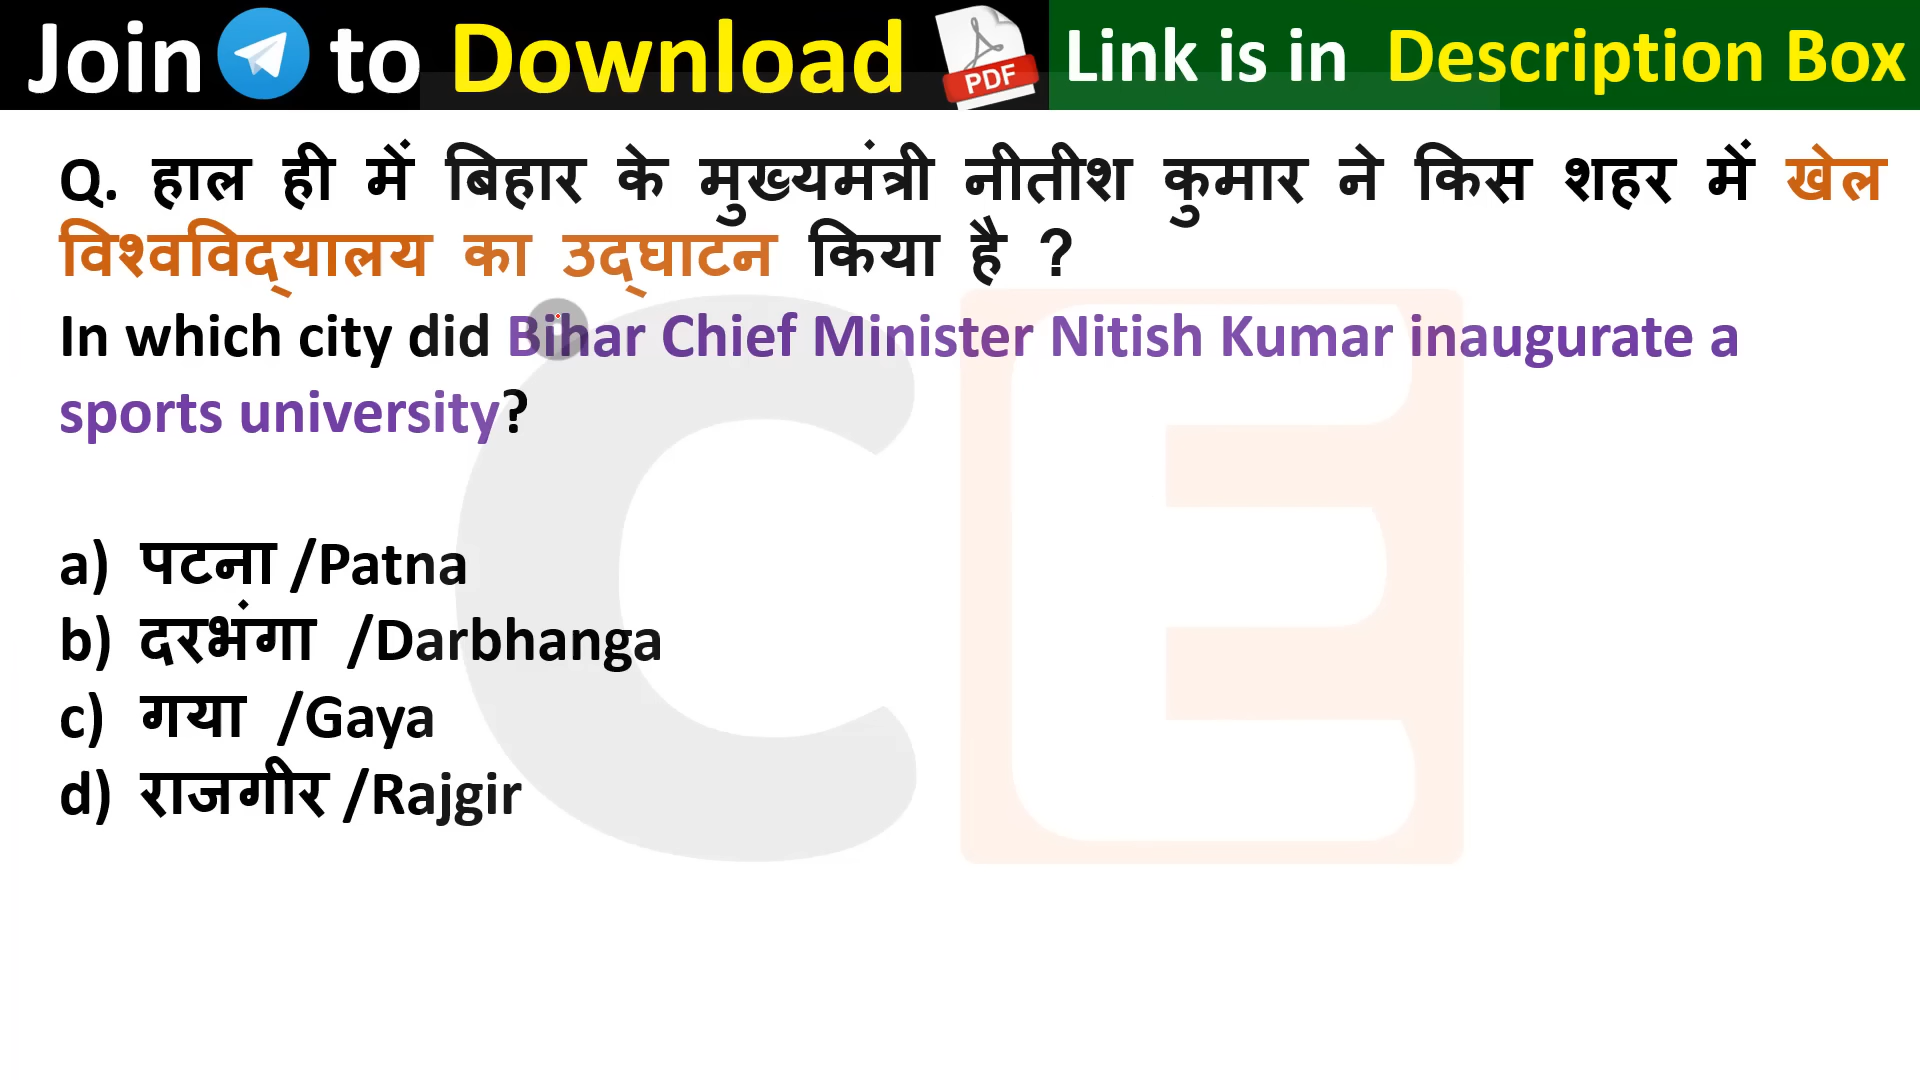 Join to Download PDF Link is in Description Box
Q. हाल ही में बिहार के मुख्यमंत्री नीतीश कुमार ने किस शहर में खेल
विश्वविद्यालय का उद्घाटन किया है ?
In which city did Bihar Chief Minister Nitish Kumar inaugurate a
sports university?
a) पटना /Patna
b) दरभंगा /Darbhanga
c) गया /Gaya
d) राजगीर /Rajgir
CE